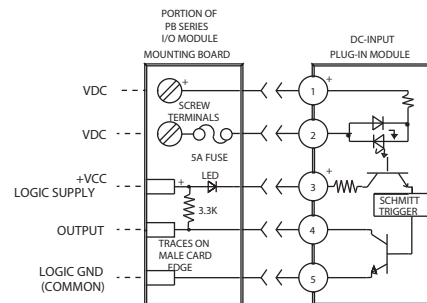 PORTION OF
PB SERIES
I/O MODULE
MOUNTING BOARD
DC-INPUT
PLUG-IN MODULE
VDC
+
1
+
SCREW
TERMINALS
VDC
2
5A FUSE
+VCC
LOGIC SUPPLY
+
LED
3
+
3.3K
SCHMITT
TRIGGER
OUTPUT
4
TRACES ON
MALE CARD
EDGE
LOGIC GND
(COMMON)
5